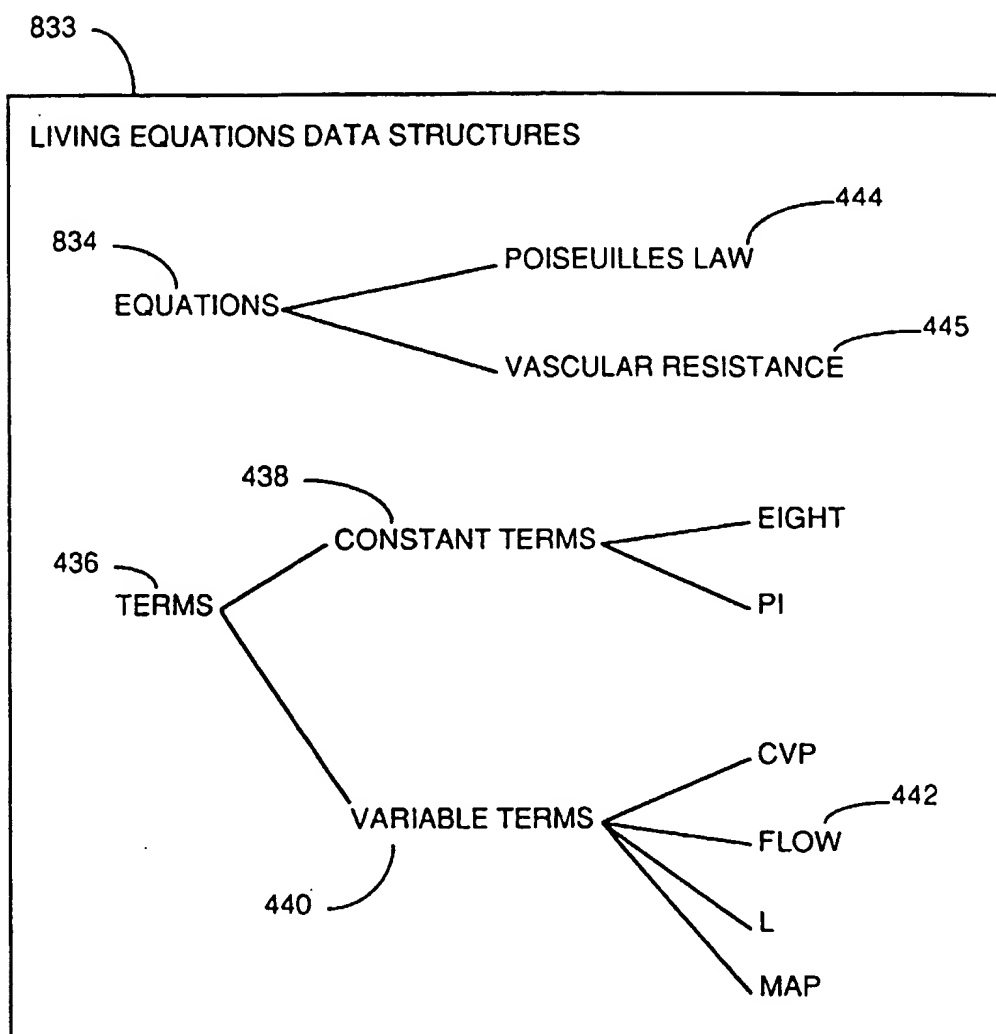 833
LIVING EQUATIONS DATA STRUCTURES
444
834
POISEUILLES LAW
EQUATIONS
445
VASCULAR RESISTANCE
438
EIGHT
CONSTANT TERMS
436
TERMS
PI
CVP
442
VARIABLE TERMS
FLOW
440
L
MAP